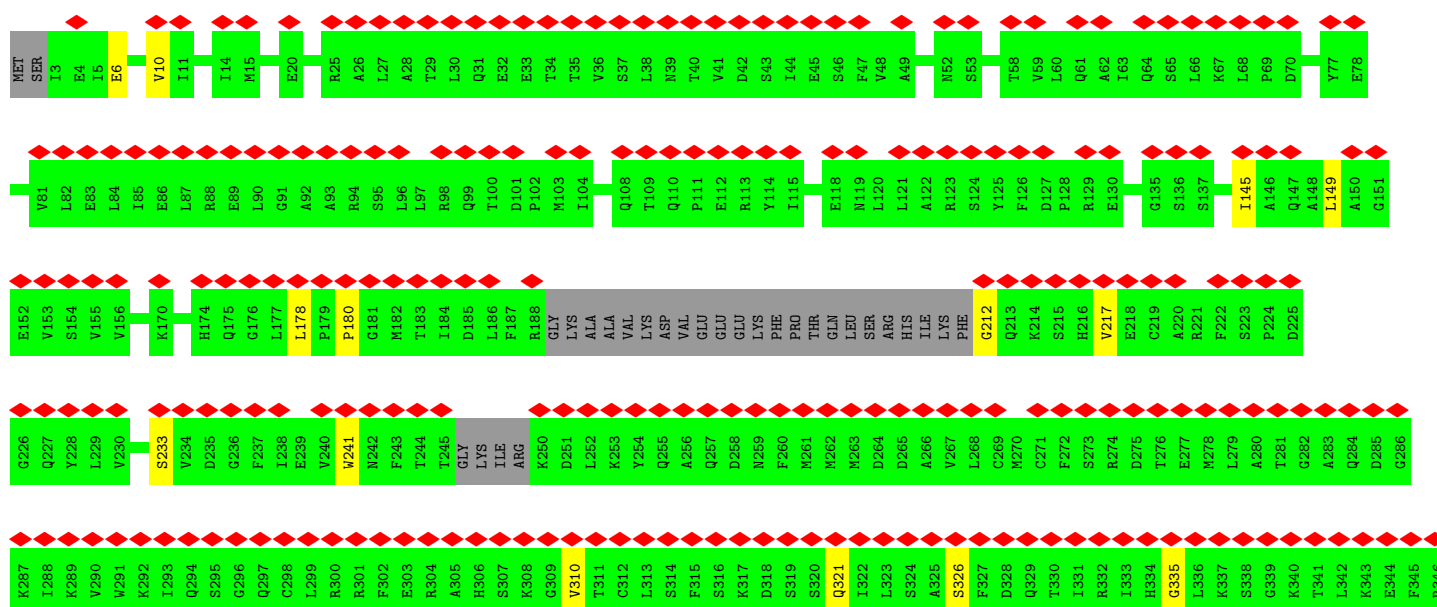 MET SER I3 E4 I5 E6 V10 I11 I14 M15 E20 R25 A26 L27 A28 T29 L30 Q31 E32 E33 T34 T35 V36 S37 L38 N39 T40 V41 D42 S43 I44 E45 S46 F47 V48 A49 N52 S53 T58 V59 L60 Q61 A62 I63 Q64 S65 L66 K67 L68 P69 D70 Y77 E78
V81 L82 E83 L84 I85 E86 L87 R88 E89 L90 G91 A92 A93 R94 S95 L96 L97 R98 Q99 T100 D101 P102 M103 I104 Q108 T109 Q110 P111 E112 R113 Y114 I115 E118 N119 L120 L121 A122 R123 S124 Y125 F126 D127 P128 R129 E130 G135 S136 S137 I145 A146 Q147 A148 L149 A150 G151
E152 V153 S154 V155 V156 K170 H174 Q175 G176 L177 L178 P179 P180 G181 M182 T183 I184 D185 L186 F187 R188 GLY LYS ALA ALA VAL LYS ASP VAL GLU GLU GLU LYS PHE PRO THR GLN LEU SER ARG HIS ILE LYS PHE G212 Q213 K214 S215 H216 V217 E218 C219 A220 R221 F222 S223 P224 D225
G226 Q227 Y228 L229 V230 S233 V234 D235 G236 F237 I238 E239 V240 W241 N242 F243 T244 T245 GLY LYS ILE ARG K250 D251 L252 K253 Y254 Q255 A256 Q257 D258 N259 F260 M261 M262 M263 D264 D265 A266 V267 L268 C269 M270 C271 F272 S273 R274 D275 T276 E277 M278 L279 A280 T281 G282 A283 Q284 D285 G286
K287 I288 K289 V290 W291 K292 I293 Q294 S295 G296 Q297 C298 L299 R300 R301 F302 E303 R304 A305 H306 S307 K308 G309 V310 T311 C312 L313 S314 F315 S316 K317 D318 S319 S320 Q321 I322 L323 S324 A325 S326 F327 D328 Q329 T330 I331 R332 I333 H334 G335 L336 K337 S338 G339 K340 T341 L342 K343 E344 F345